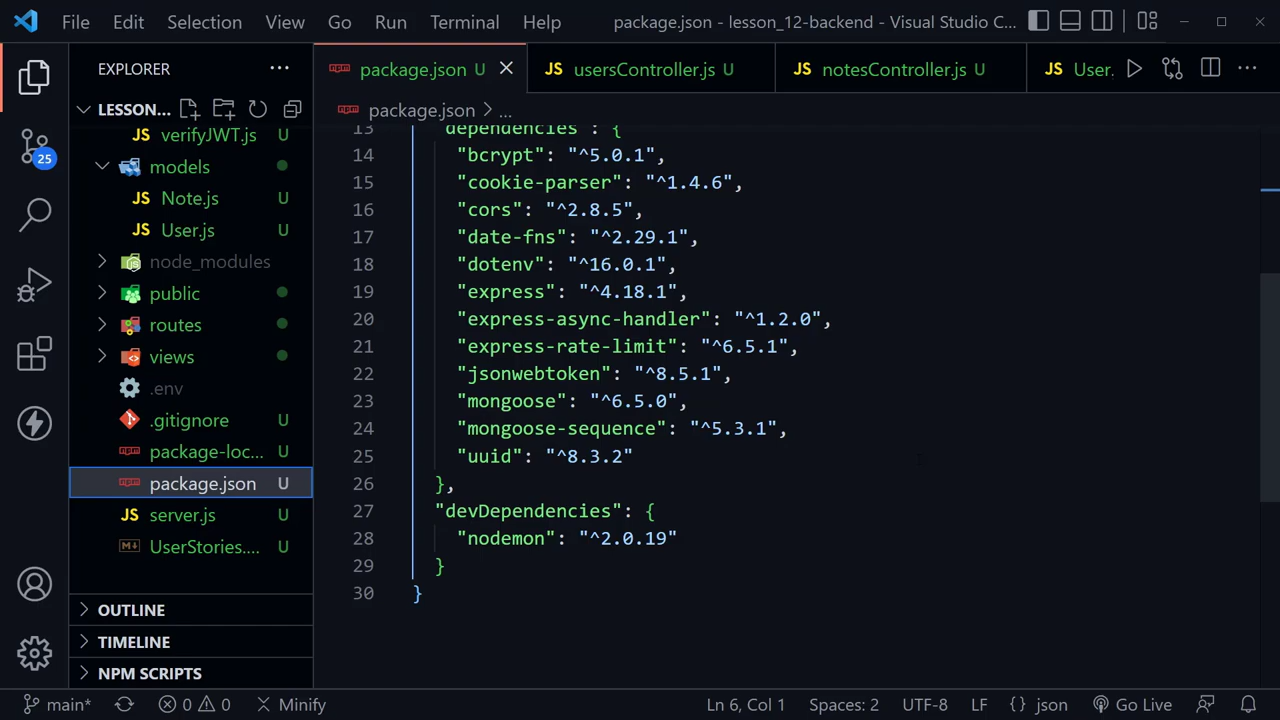 File Edit Selection View Go Run Terminal Help package.json - lesson_12-backend - Visual Studio C...
EXPLORER
package.json U
JS usersController.js U
JS notesController.js U
JS User.
LESSON...
package.json > ...
JS verifyJWT.js U
models
JS Note.js U
JS User.js U
node_modules
public
routes
views
.env
.gitignore U
package-loc... U
package.json U
JS server.js U
UserStories.... U
OUTLINE
TIMELINE
NPM SCRIPTS
25
13 "dependencies": {
14 "bcrypt": "^5.0.1",
15 "cookie-parser": "^1.4.6",
16 "cors": "^2.8.5",
17 "date-fns": "^2.29.1",
18 "dotenv": "^16.0.1",
19 "express": "^4.18.1",
20 "express-async-handler": "^1.2.0",
21 "express-rate-limit": "^6.5.1",
22 "jsonwebtoken": "^8.5.1",
23 "mongoose": "^6.5.0",
24 "mongoose-sequence": "^5.3.1",
25 "uuid": "^8.3.2"
26 },
27 "devDependencies": {
28 "nodemon": "^2.0.19"
29 }
30 }
main* 0 0 Minify Ln 6, Col 1 Spaces: 2 UTF-8 LF {} json Go Live